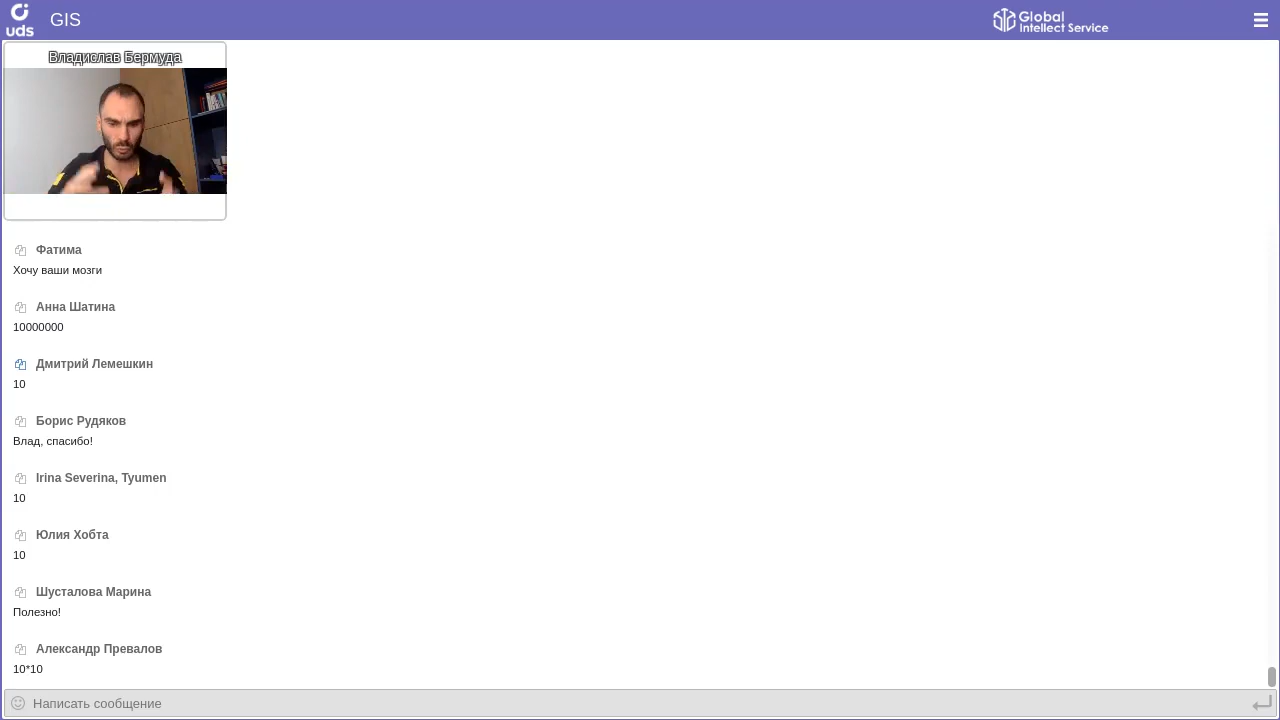 uds
GIS
Global
Intellect Service
Владислав Бермуда
Фатима
Хочу ваши мозги
Анна Шатина
10000000
Дмитрий Лемешкин
10
Борис Рудяков
Влад, спасибо!
Irina Severina, Tyumen
10
Юлия Хобта
10
Шусталова Марина
Полезно!
Александр Превалов
10*10
Написать сообщение